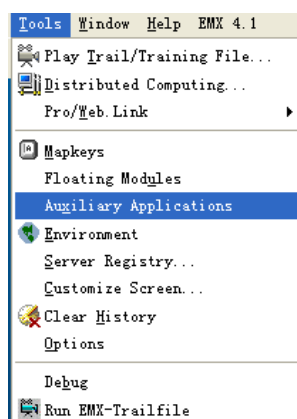 Tools Window Help EMX 4.1
Play Trail/Training File...
Distributed Computing...
Pro/Web.Link
Mapkeys
Floating Modules
Auxiliary Applications
Environment
Server Registry...
Customize Screen...
Clear History
Options
Debug
Run EMX-Trailfile